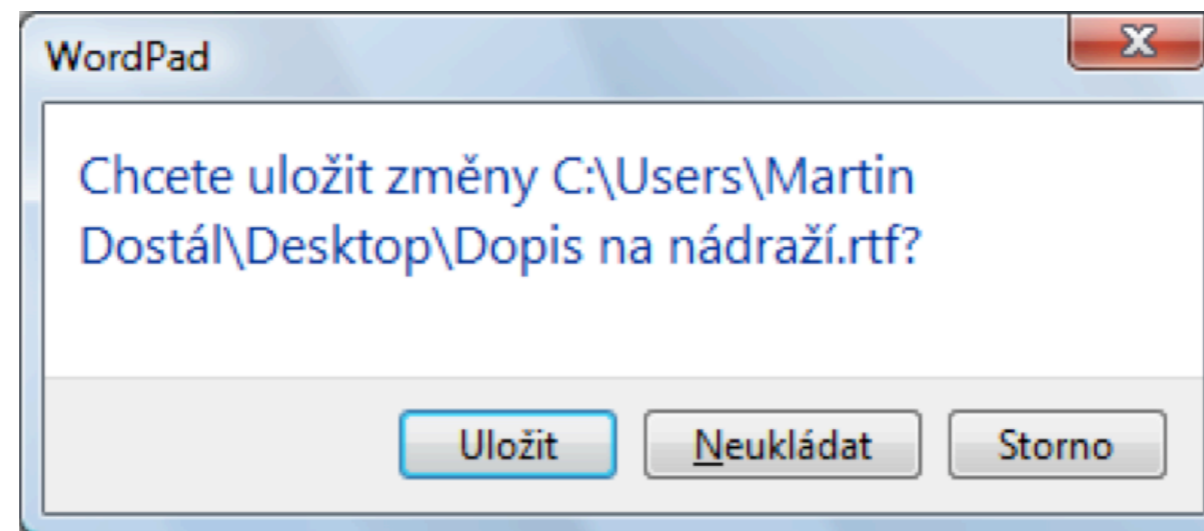 WordPad
Chcete uložit změny C:\Users\Martin
Dostál\Desktop\Dopis na nádraží.rtf?
Uložit Neukládat Storno